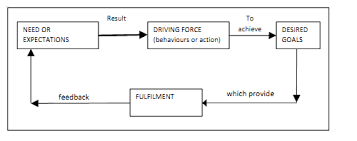 Result
To
achieve
NEED OR
EXPECTATIONS
DRIVING FORCE
(behaviours or action)
DESIRED
GOALS
feedback
FULFILMENT
which provide